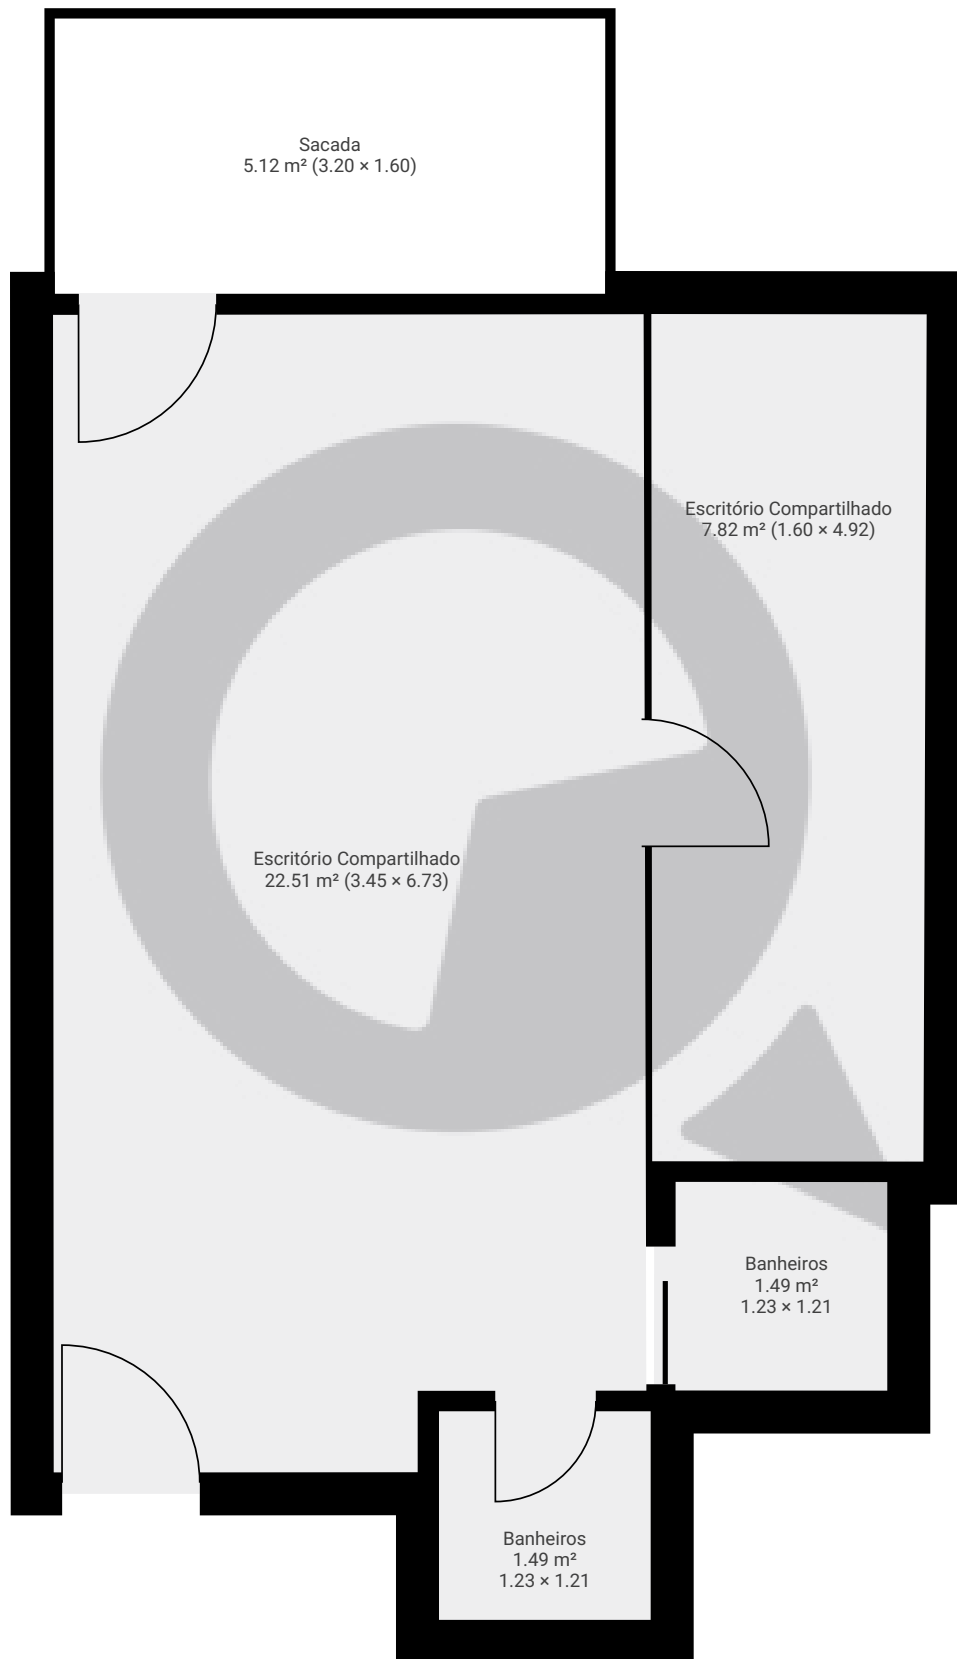 Sacada
5.12 m² (3.20 × 1.60)
Escritório Compartilhado
7.82 m² (1.60 × 4.92)
Escritório Compartilhado
22.51 m² (3.45 × 6.73)
Banheiros
1.49 m²
1.23 × 1.21
Banheiros
1.49 m²
1.23 × 1.21